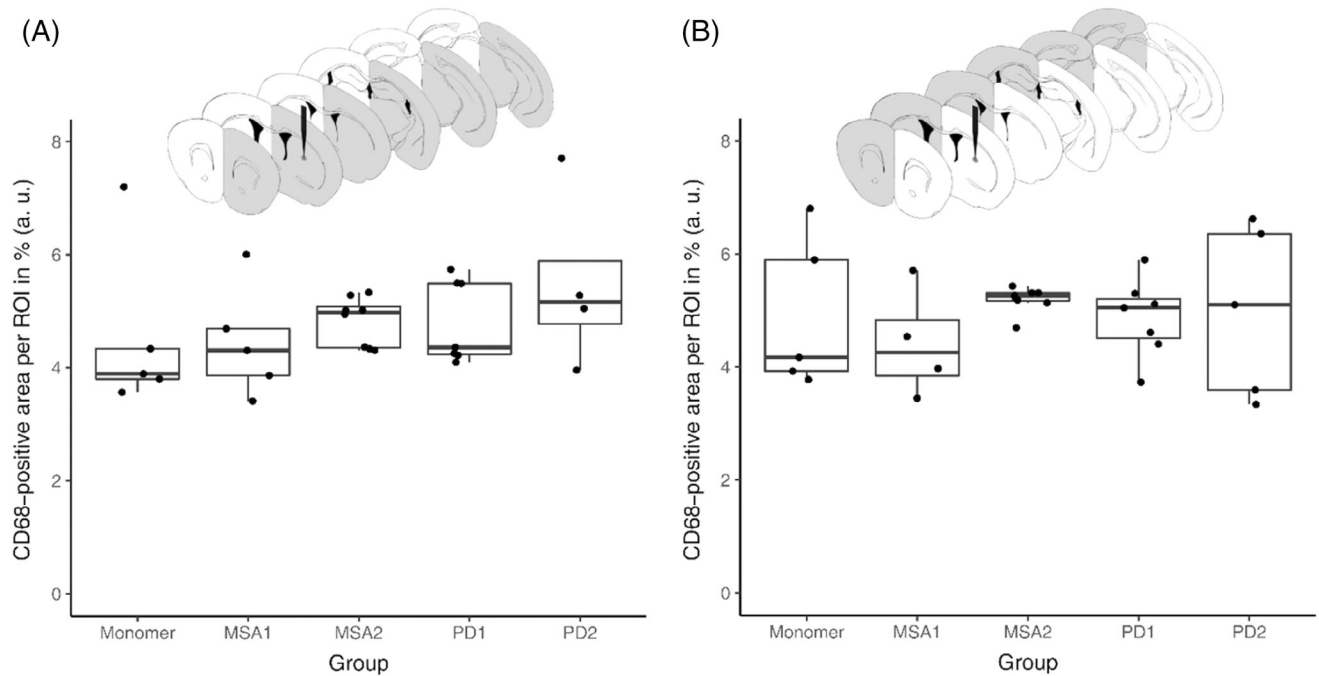 (A)
CD68−positive area per ROI in % (a. u.)
8
6
4
2
0
Monomer MSA1 MSA2 PD1 PD2
Group
(B)
CD68−positive area per ROI in % (a. u.)
8
6
4
2
0
Monomer MSA1 MSA2 PD1 PD2
Group